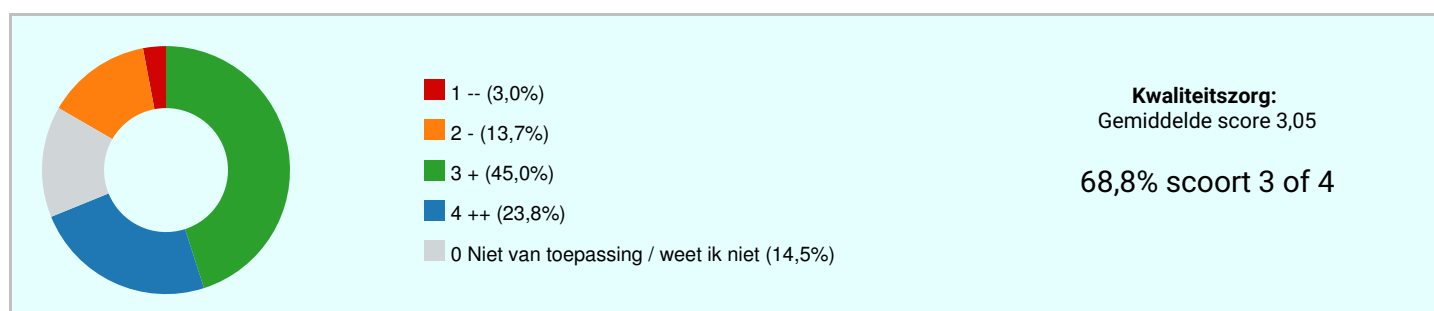 1 -- (3,0%)
2 - (13,7%)
3 + (45,0%)
4 ++ (23,8%)
0 Niet van toepassing / weet ik niet (14,5%)
Kwaliteitszorg:
Gemiddelde score 3,05
68,8% scoort 3 of 4